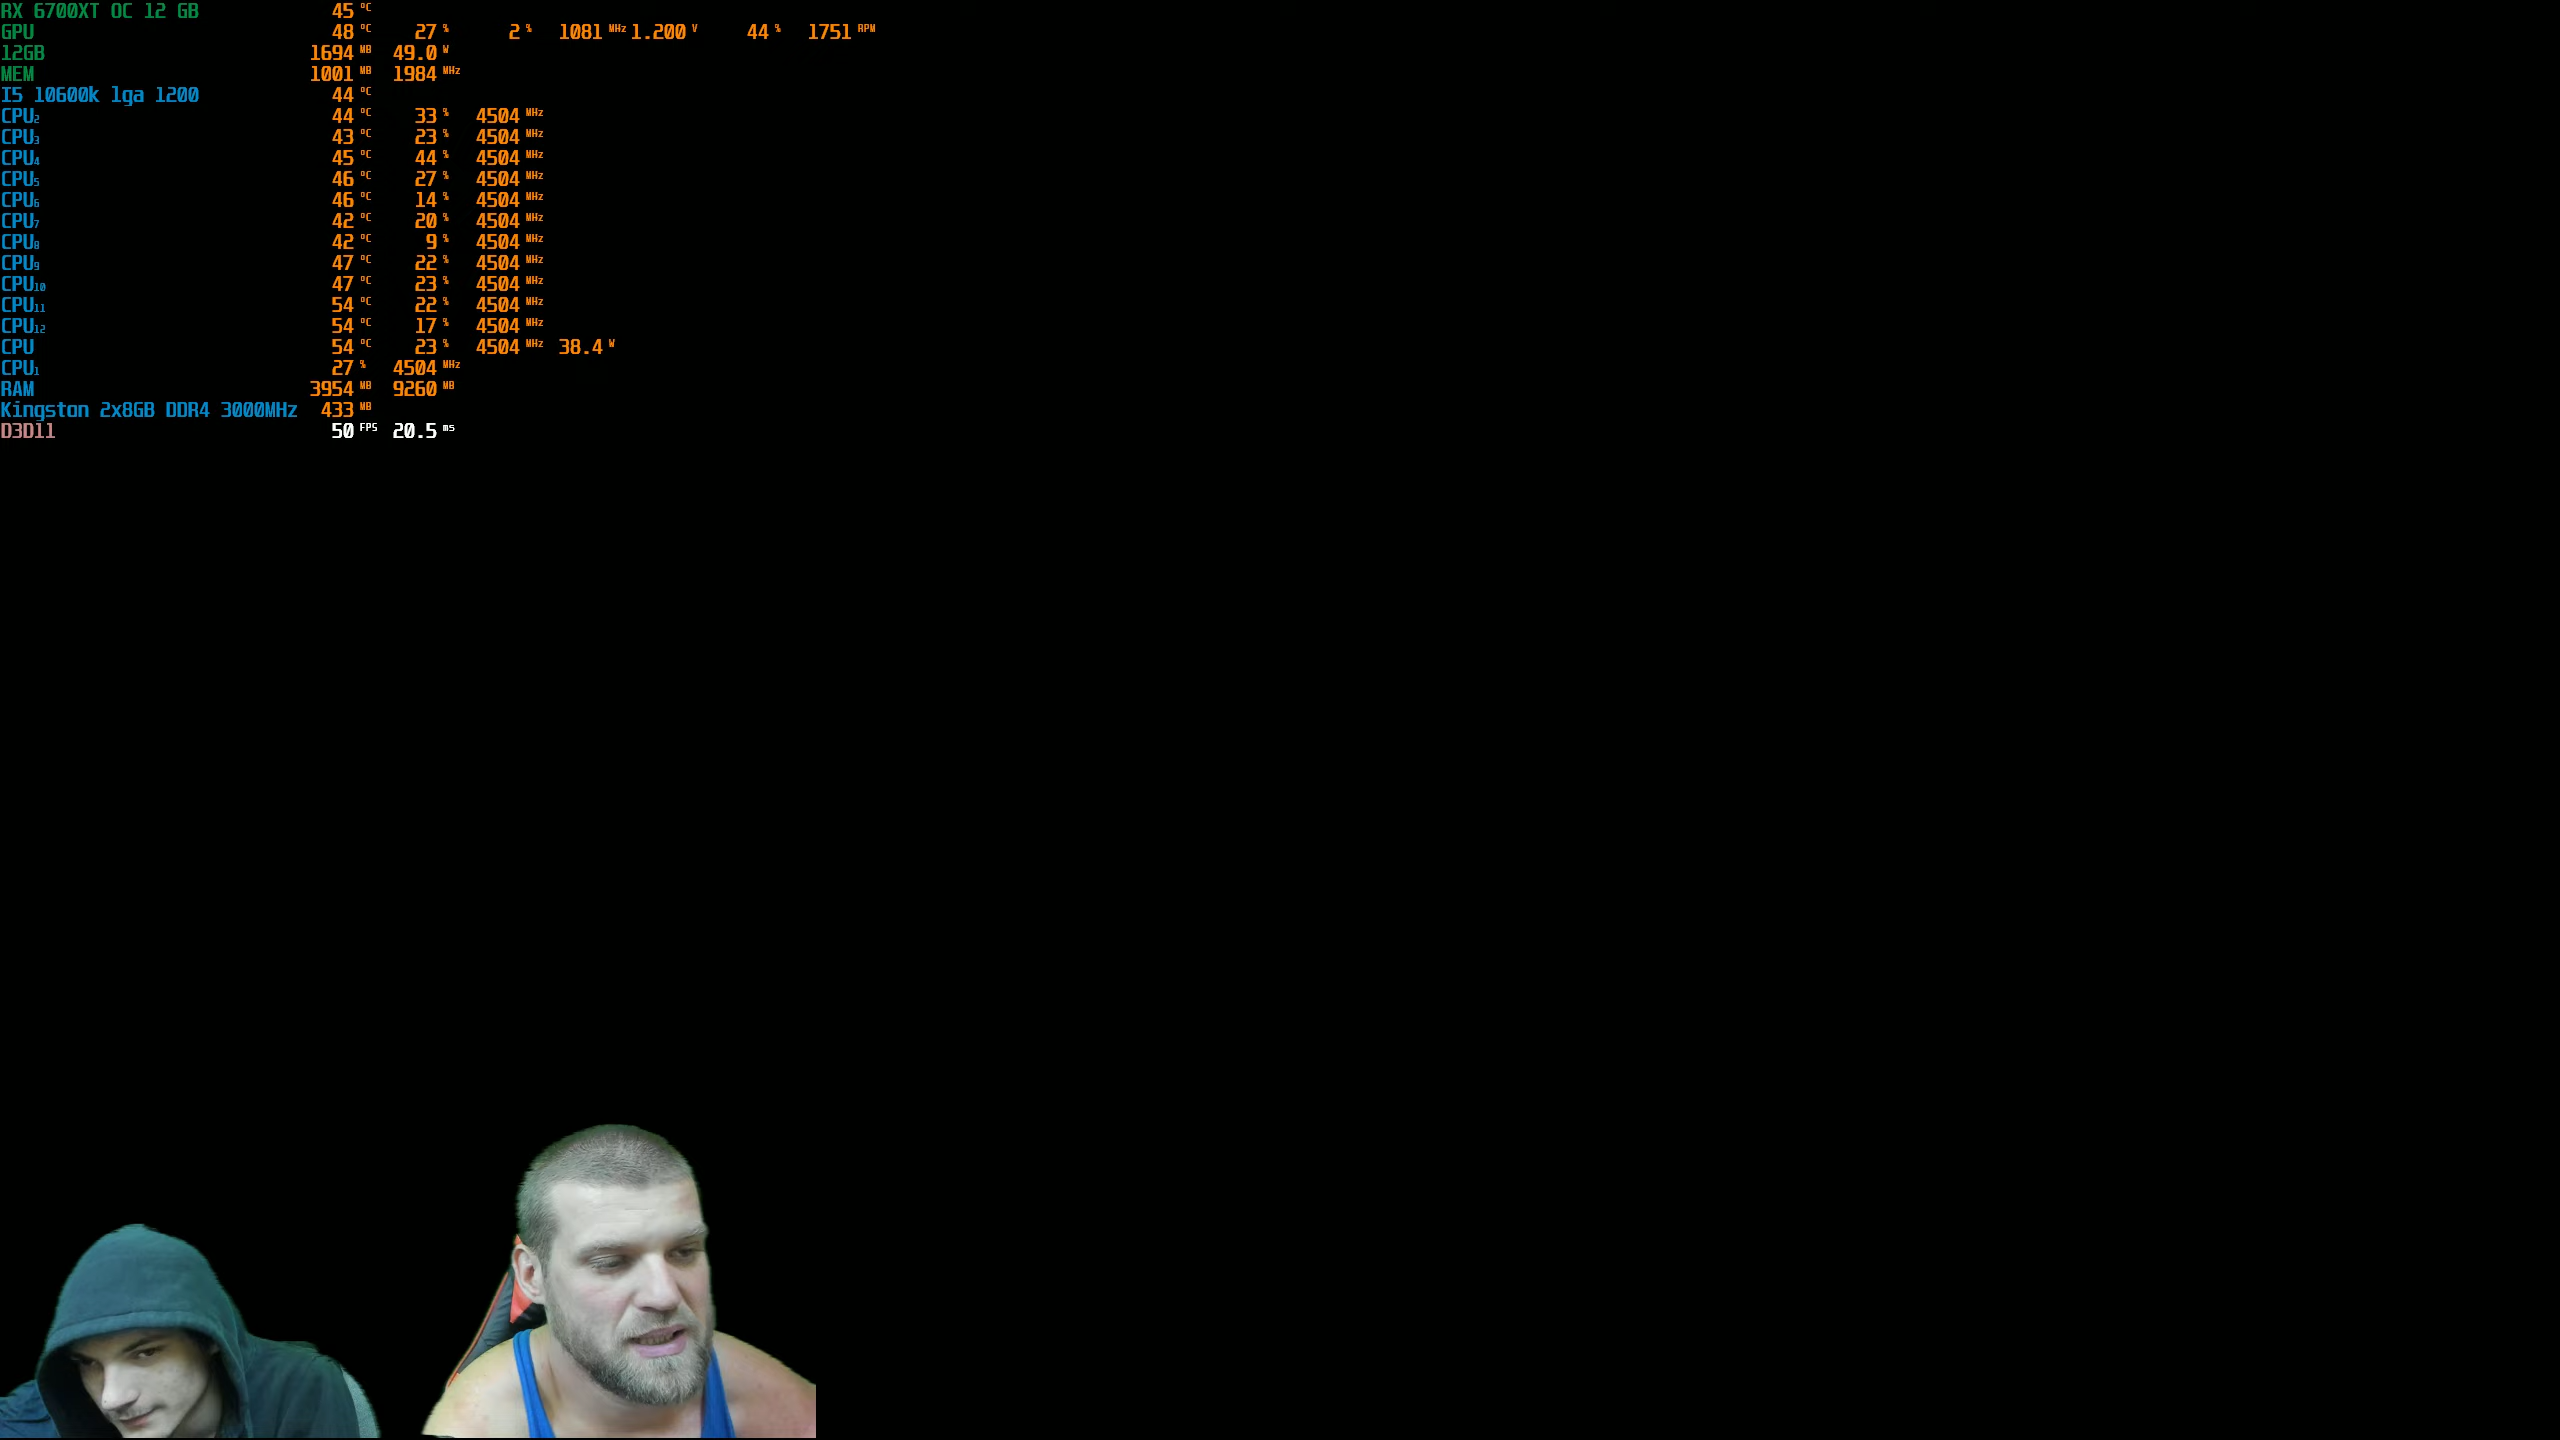 RX 6700XT OC 12 GB 45 °C
GPU 48 °C 27 % 2 % 1081 MHz 1.200 V 44 % 1751 RPM
12GB 1694 MB 49.0 W
MEM 1001 MB 1984 MHz
I5 10600k lga 1200 44 °C
CPU2 44 °C 33 % 4504 MHz
CPU3 43 °C 23 % 4504 MHz
CPU4 45 °C 44 % 4504 MHz
CPU5 46 °C 27 % 4504 MHz
CPU6 46 °C 14 % 4504 MHz
CPU7 42 °C 20 % 4504 MHz
CPU8 42 °C 9 % 4504 MHz
CPU9 47 °C 22 % 4504 MHz
CPU10 47 °C 23 % 4504 MHz
CPU11 54 °C 22 % 4504 MHz
CPU12 54 °C 17 % 4504 MHz
CPU 54 °C 23 % 4504 MHz 38.4 W
CPU1 27 % 4504 MHz
RAM 3954 MB 9260 MB
Kingston 2x8GB DDR4 3000MHz 433 MB
D3D11 50 FPS 20.5 ms